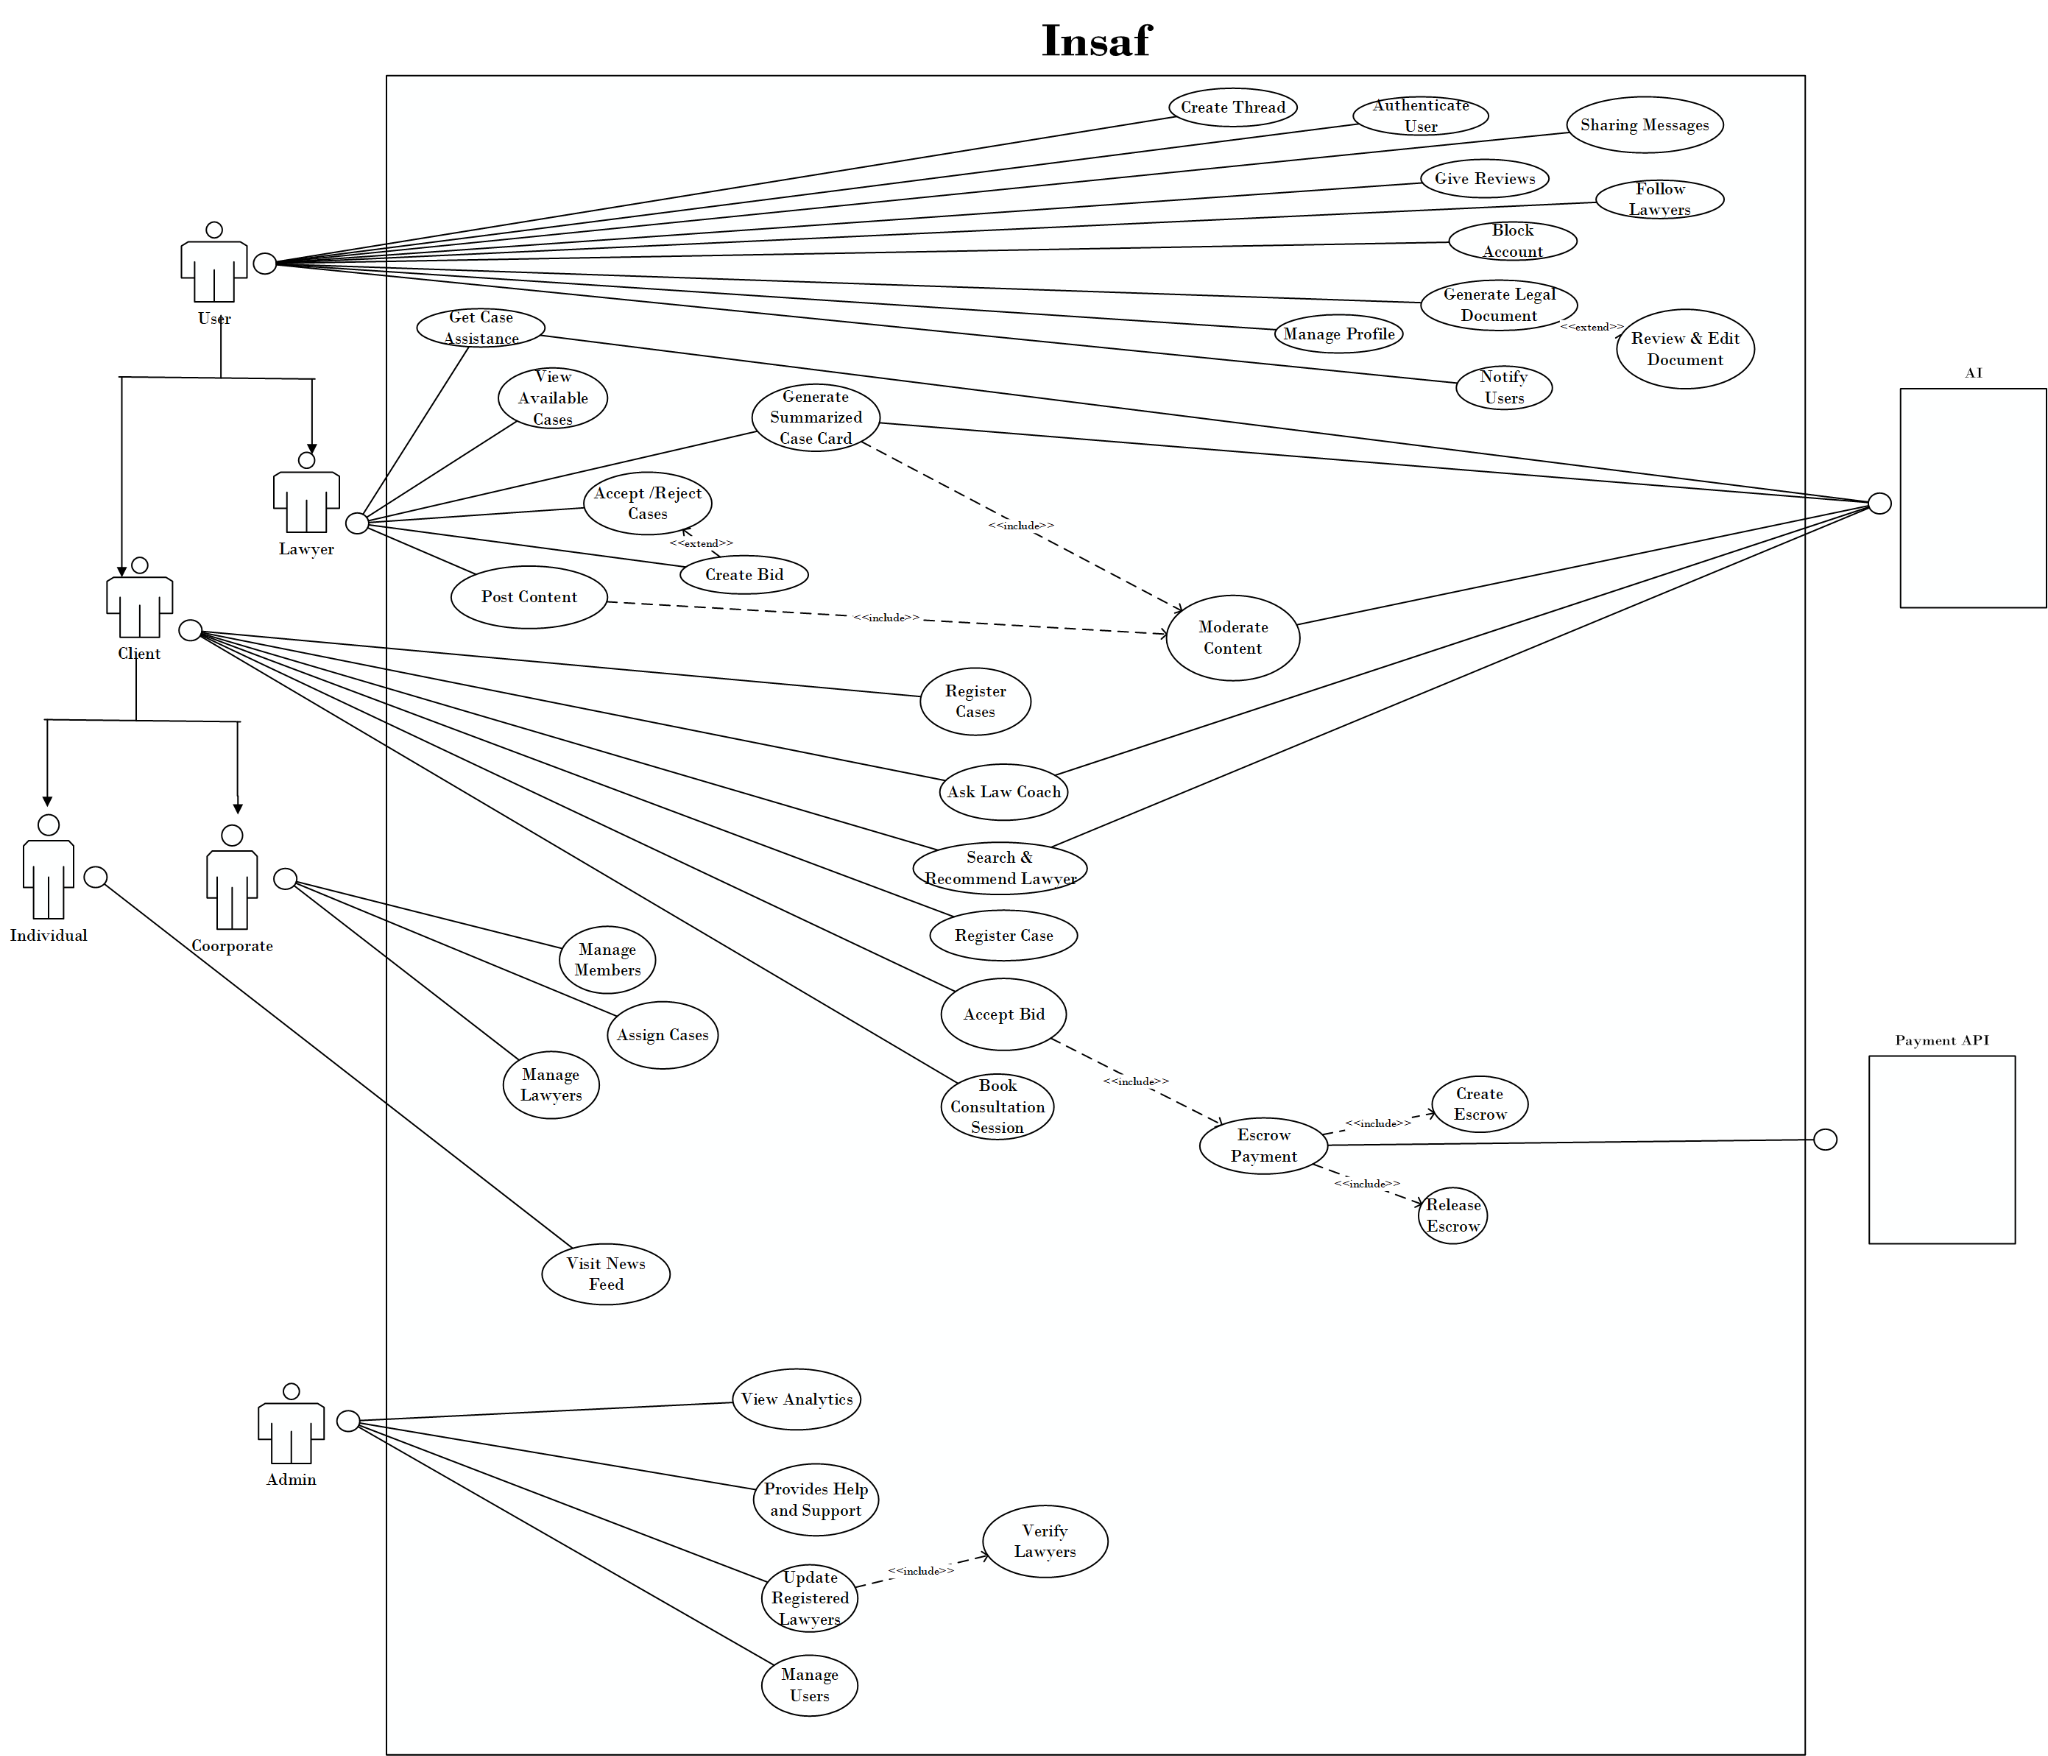 Insaf
Create Thread
Authenticate
User
Sharing Messages
Give Reviews
Follow
Lawyers
Block
Account
User
Generate Legal
Document
<<extend>>
Review & Edit
Document
Get Case
Assistance
Manage Profile
Notify
Users
AI
View
Available
Cases
Generate
Summarized
Case Card
Accept /Reject
Cases
<<include>>
Lawyer
<<extend>>
Create Bid
Post Content
<<include>>
Moderate
Content
Client
Register
Cases
Ask Law Coach
Search &
Recommend Lawyer
Individual
Coorporate
Register Case
Manage
Members
Accept Bid
Assign Cases
Payment API
Manage
Lawyers
<<include>>
Book
Consultation
Session
Create
Escrow
<<include>>
Escrow
Payment
<<include>>
Release
Escrow
Visit News
Feed
View Analytics
Admin
Provides Help
and Support
Verify
Lawyers
<<include>>
Update
Registered
Lawyers
Manage
Users